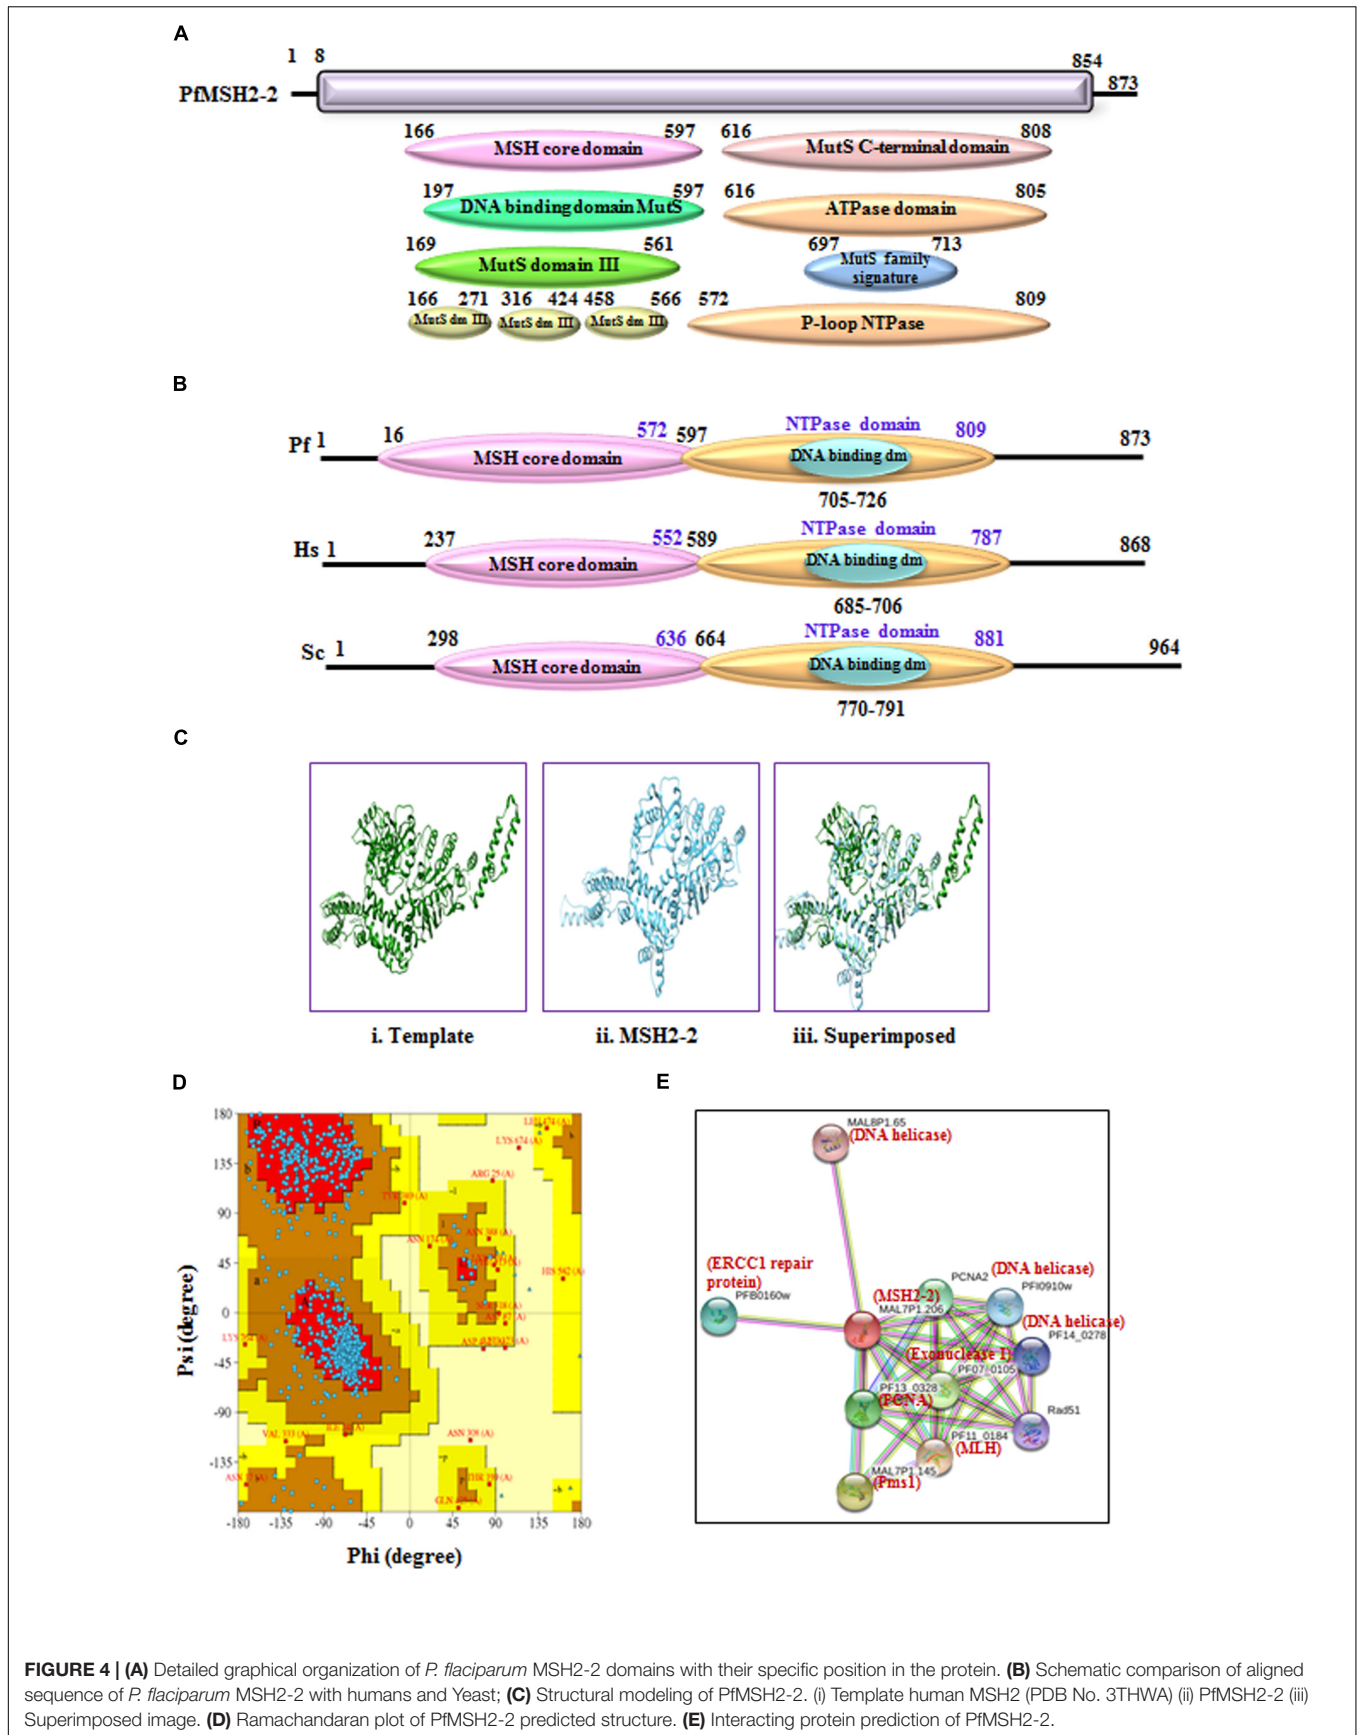 A
1 8 854
PfMSH2-2 873
166 597 616 808
MSH core domain MutS C-terminal domain
197 597 616 805
DNA binding domain MutS ATPase domain
169 561 697 713
MutS domain III MutS family
signature
166 271 316 424 458 566 572 809
MutS dm III MutS dm III MutS dm III P-loop NTPase
B
NTPase domain
Pf 1 16 572 597 809 873
MSH core domain DNA binding dm
705-726
NTPase domain
Hs 1 237 552 589 787 868
MSH core domain DNA binding dm
685-706
NTPase domain
Sc 1 298 636 664 881 964
MSH core domain DNA binding dm
770-791
C
i. Template ii. MSH2-2 iii. Superimposed
D
180
135
90
45
0
-45
-90
-135
-180 -135 -90 -45 0 45 90 135 180
Psi (degree)
Phi (degree)
LYS 674 (A)
ARG 25 (A)
ASN 174 (A)
HIS 562 (A)
VAL 333 (A)
E
MAL8P1.65
(DNA helicase)
(ERCC1 repair
protein)
PFB0160w
PCNA2
(DNA helicase)
PFI0910w
(MSH2-2)
MAL7P1.206
(DNA helicase)
PF14_0278
(Exonuclease I)
PF07_0105
PF13_0328
(PCNA)
Rad51
PF11_0184
(MLH)
MAL7P1.145
(Pms1)
FIGURE 4 | (A) Detailed graphical organization of P. flaciparum MSH2-2 domains with their specific position in the protein. (B) Schematic comparison of aligned
sequence of P. flaciparum MSH2-2 with humans and Yeast; (C) Structural modeling of PfMSH2-2. (i) Template human MSH2 (PDB No. 3THWA) (ii) PfMSH2-2 (iii)
Superimposed image. (D) Ramachandaran plot of PfMSH2-2 predicted structure. (E) Interacting protein prediction of PfMSH2-2.